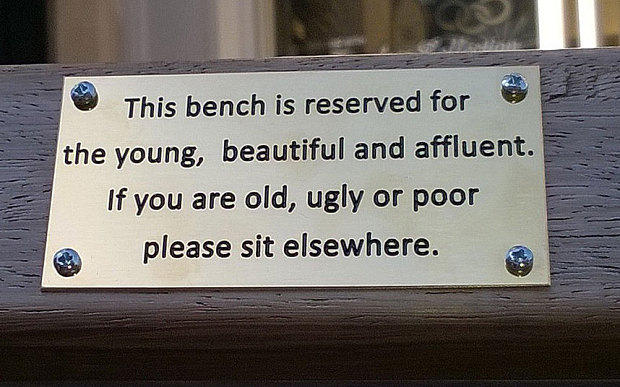 This bench is reserved for
the young, beautiful and affluent.
If you are old, ugly or poor
please sit elsewhere.